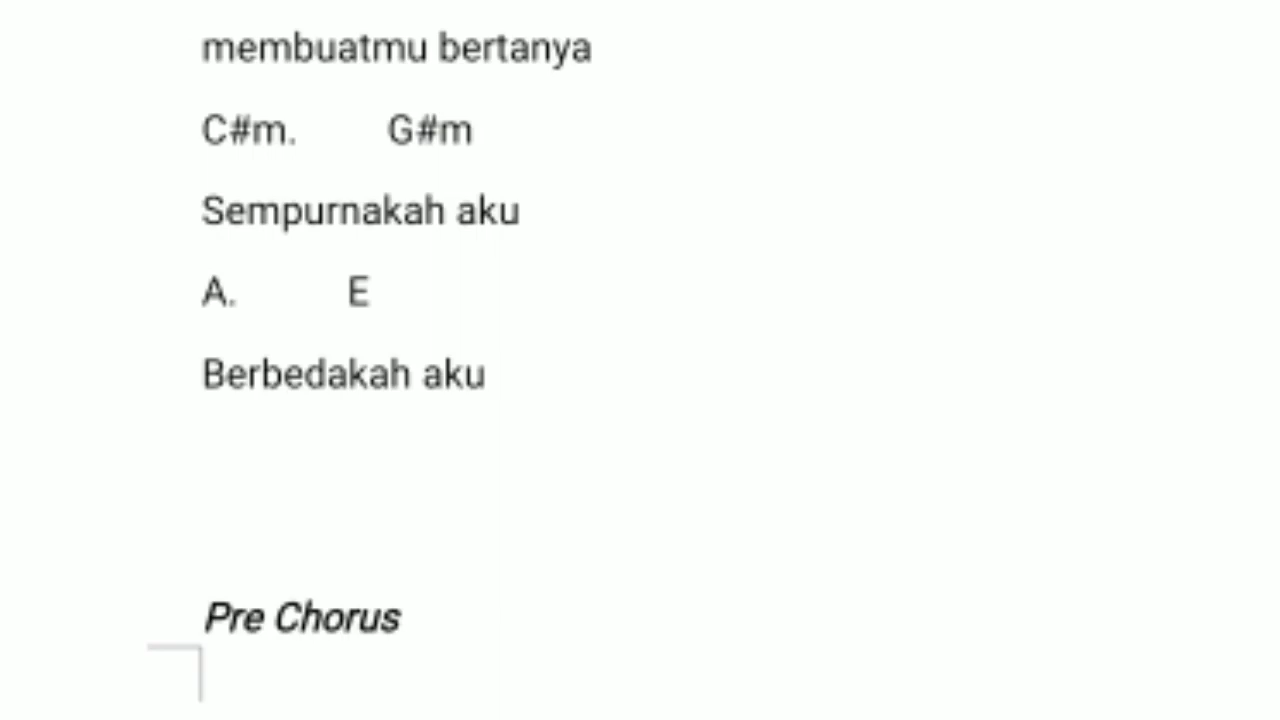 membuatmu bertanya
C#m. G#m
Sempurnakah aku
A. E
Berbedakah aku
Pre Chorus